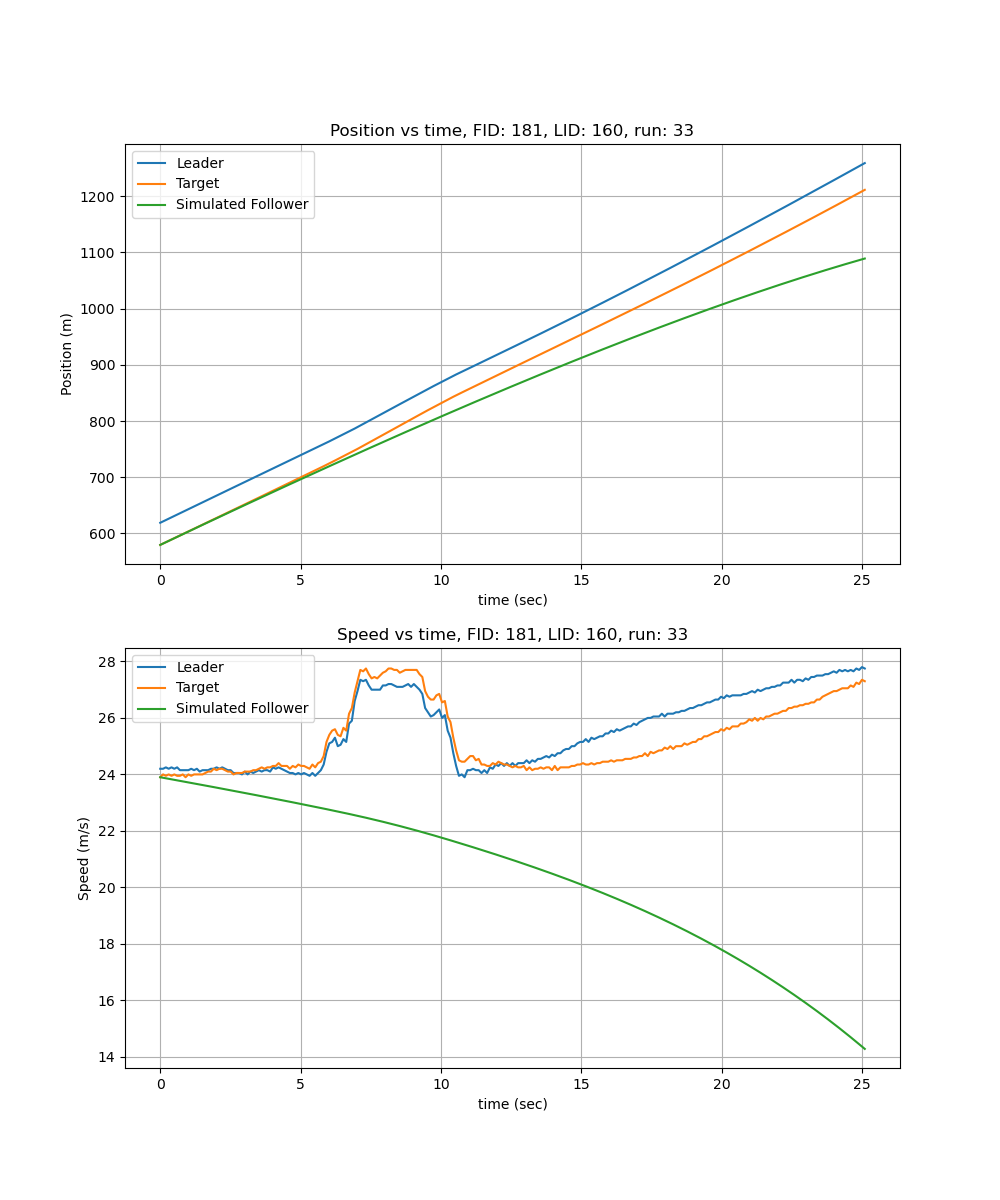 Position vs time, FID: 181, LID: 160, run: 33
Leader
Target
Simulated Follower
Position (m)
1200
1100
1000
900
800
700
600
0 5 10 15 20 25
time (sec)
Speed vs time, FID: 181, LID: 160, run: 33
Leader
Target
Simulated Follower
Speed (m/s)
28
26
24
22
20
18
16
14
0 5 10 15 20 25
time (sec)